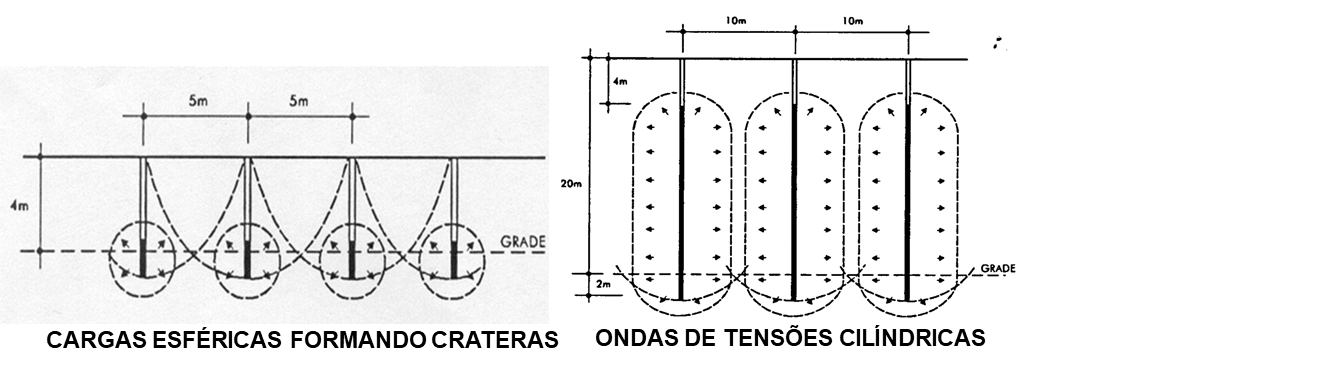 5m
5m
4m
GRADE
CARGAS ESFÉRICAS FORMANDO CRATERAS
10m
10m
4m
20m
GRADE
2m
ONDAS DE TENSÕES CILÍNDRICAS